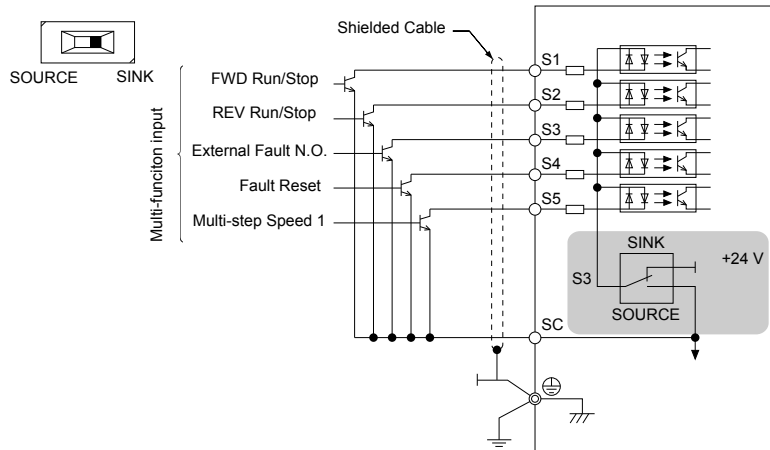 Shielded Cable
SOURCE SINK
Multi-funciton input
FWD Run/Stop
REV Run/Stop
External Fault N.O.
Fault Reset
Multi-step Speed 1
S1
S2
S3
S4
S5
SINK
+24 V
S3
SOURCE
SC